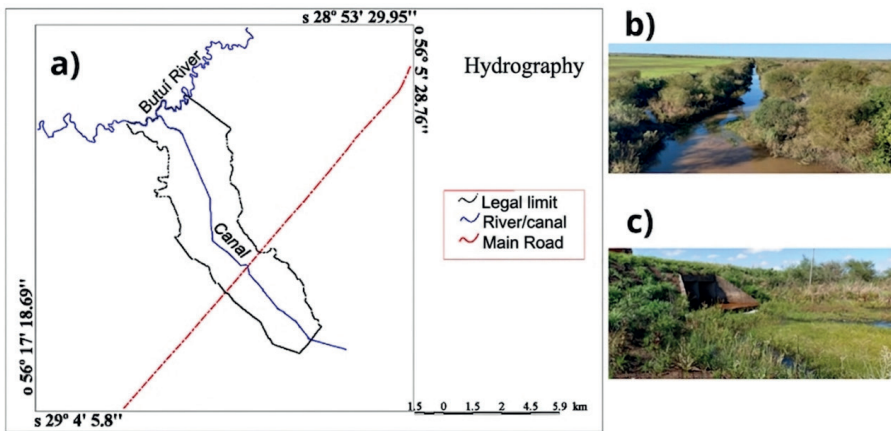 s 28° 53' 29.95''
a)
Hydrography
o 56° 5' 28.76''
Butuí River
Legal limit
River/canal
Main Road
Canal
o 56° 17' 18.69''
s 29° 4' 5.8''
1.5 0 1.5 2 4.5 5.9 km
b)
c)